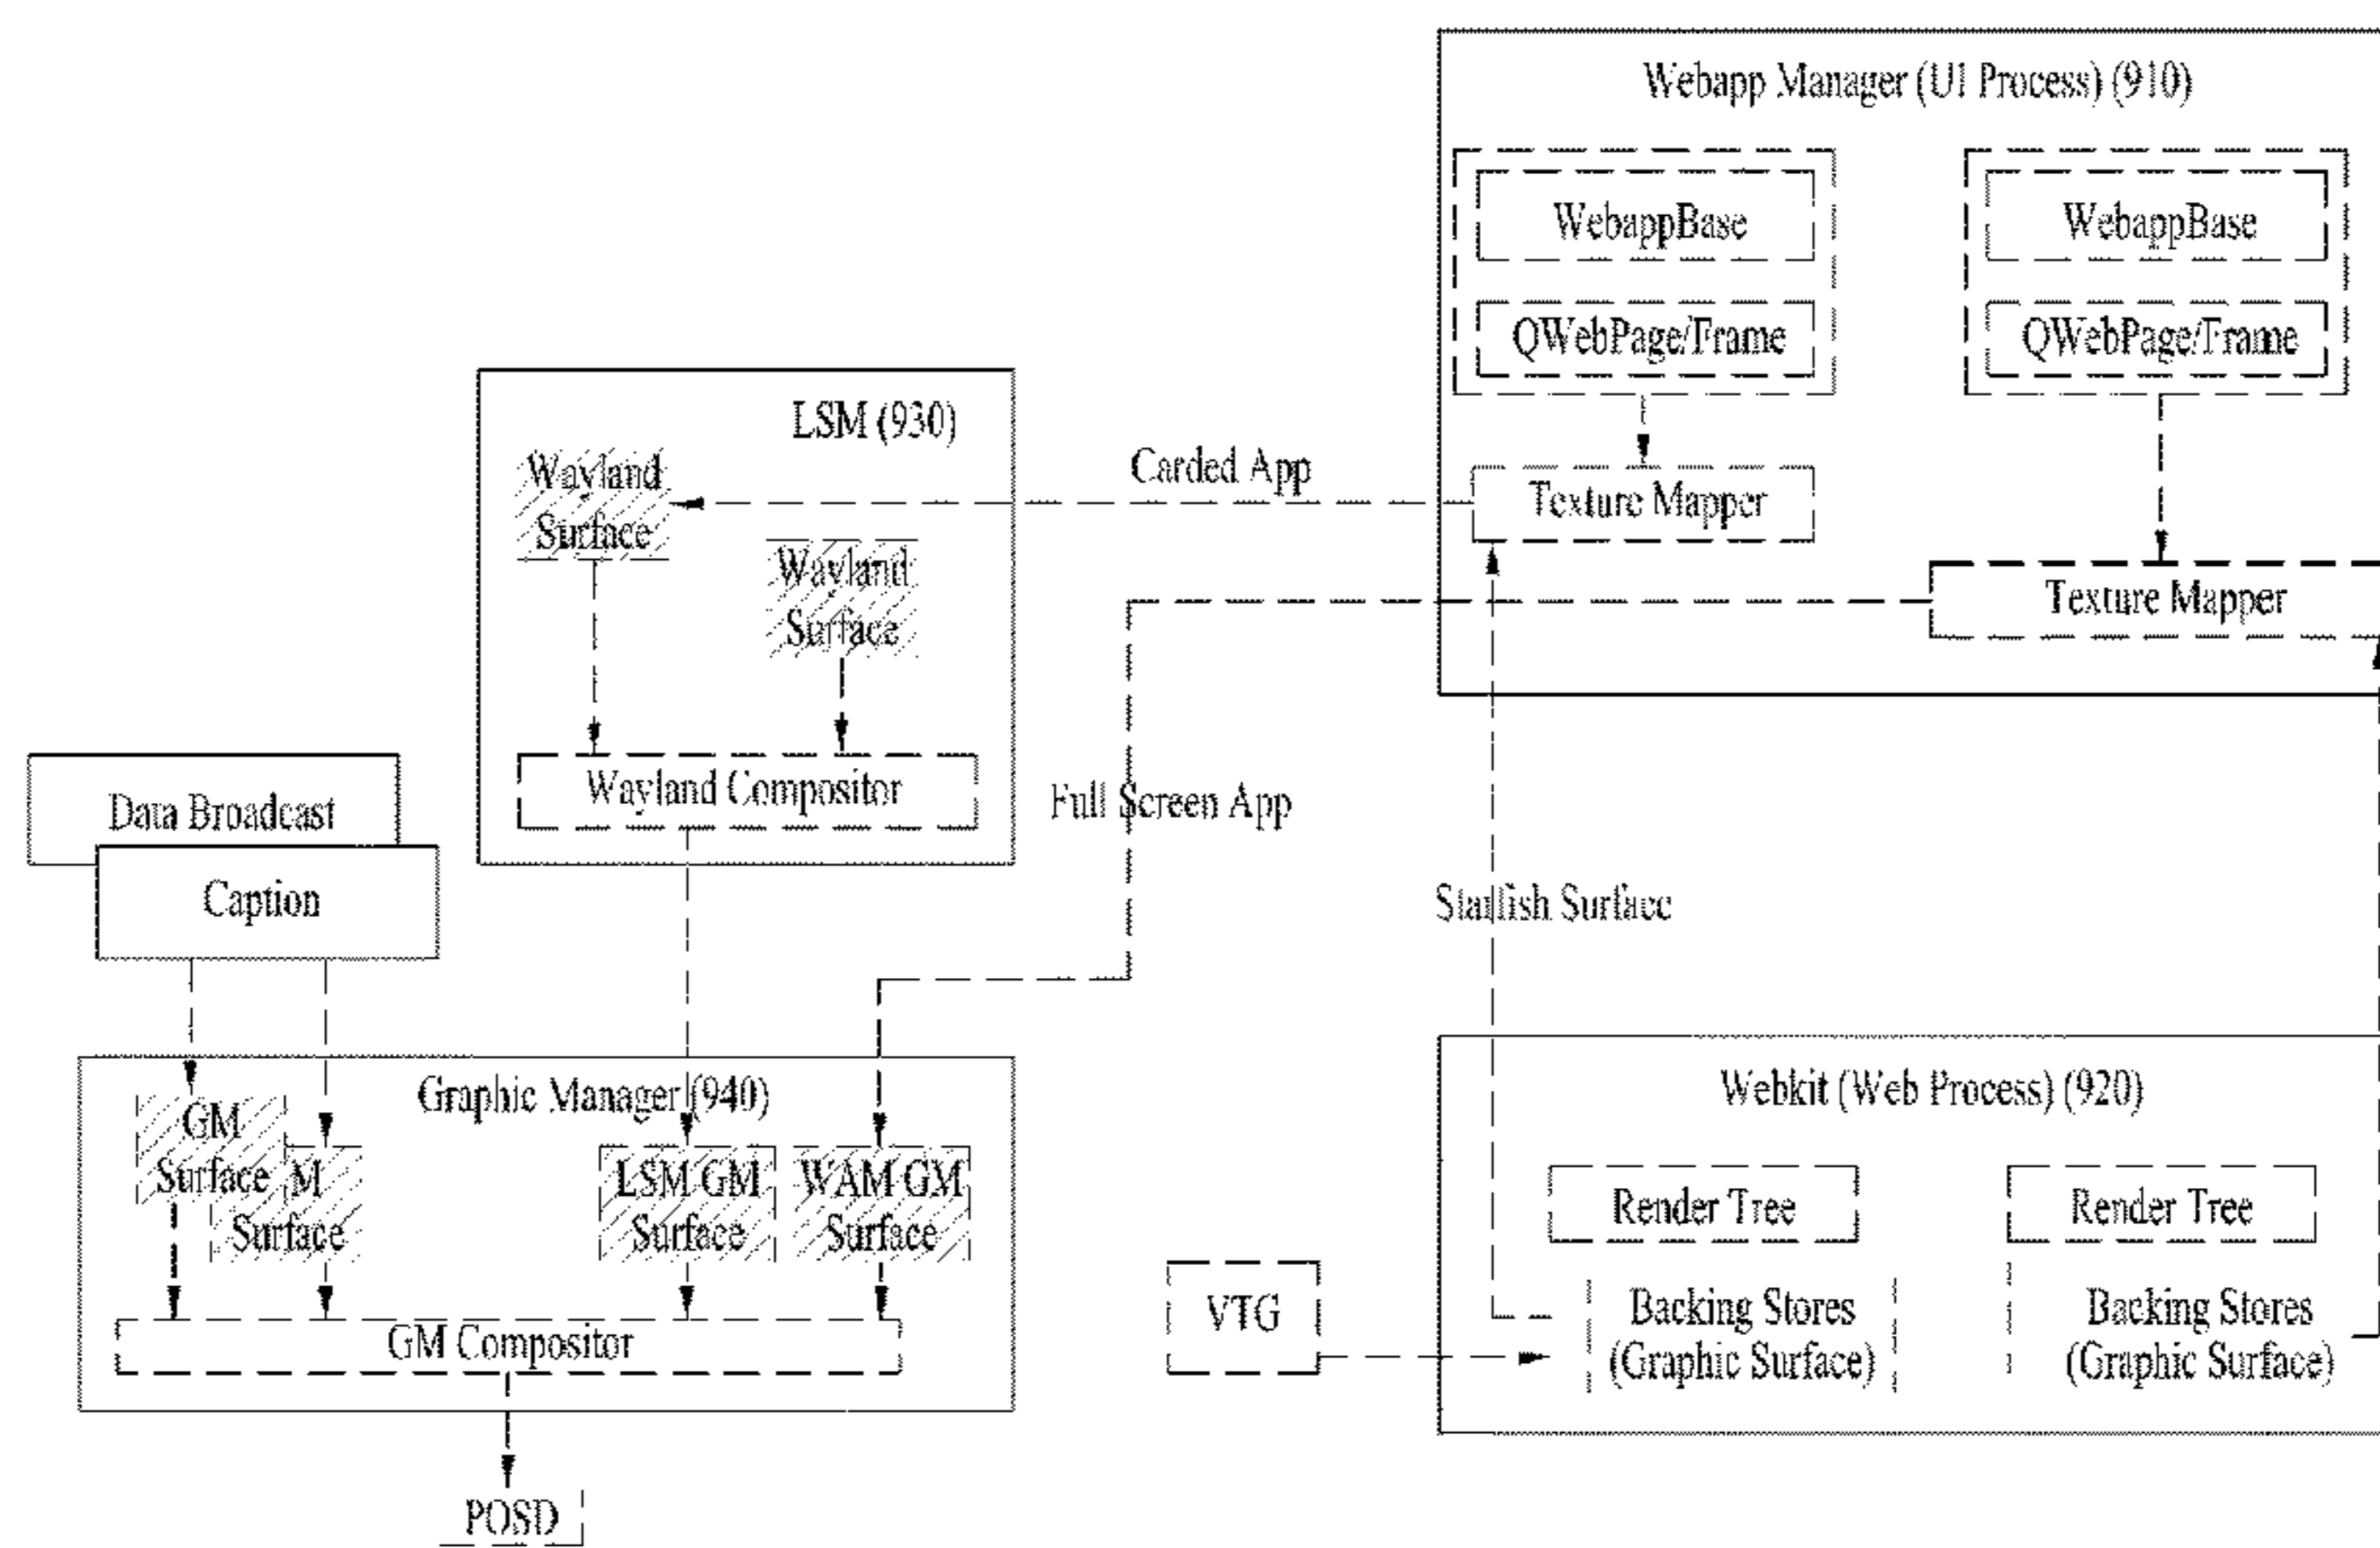 Webapp Manager (UI Process) (910)
WebappBase
WebappBase
QWebPage/Frame
QWebPage/Frame
LSM (930)
Wayland
Surface
Carded App
Texture Mapper
Wayland
Surface
Texture Mapper
Wayland Compositor
Full Screen App
Data Broadcast
Caption
Starfish Surface
Graphic Manager (940)
Webkit (Web Process) (920)
GM
Surface
M
Surface
LSM GM
Surface
WAM GM
Surface
Render Tree
Render Tree
VTG
Backing Stores
(Graphic Surface)
Backing Stores
(Graphic Surface)
GM Compositor
POSD